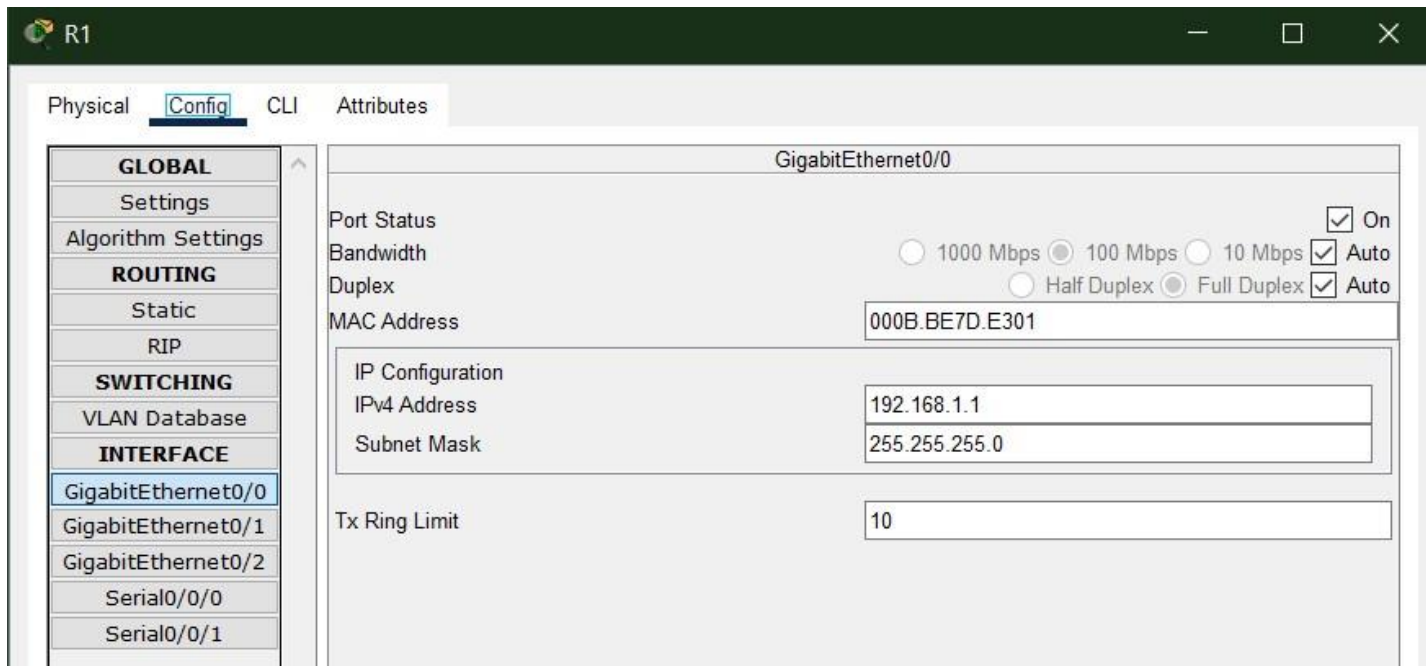 R1
Physical Config CLI Attributes
GLOBAL
Settings
Algorithm Settings
ROUTING
Static
RIP
SWITCHING
VLAN Database
INTERFACE
GigabitEthernet0/0
GigabitEthernet0/1
GigabitEthernet0/2
Serial0/0/0
Serial0/0/1
GigabitEthernet0/0
Port Status On
Bandwidth 1000 Mbps 100 Mbps 10 Mbps Auto
Duplex Half Duplex Full Duplex Auto
MAC Address 000B.BE7D.E301
IP Configuration
IPv4 Address 192.168.1.1
Subnet Mask 255.255.255.0
Tx Ring Limit 10